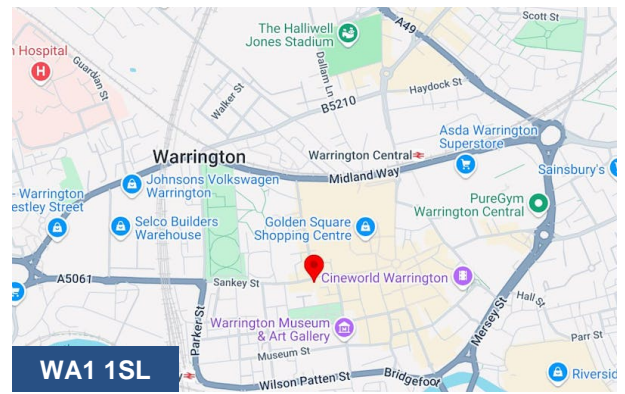 Scott St
A49
The Halliwell
Jones Stadium
Dallam Ln
Hospital
Guardian St
Haydock St
Walker St
B5210
Asda Warrington
Superstore
Warrington
Warrington Central
Sainsbury's
Midland Way
Johnsons Volkswagen
Warrington
PureGym
Warrington Central
Warrington
estley Street
Selco Builders
Warehouse
Golden Square
Shopping Centre
A5061
Sankey St
Cineworld Warrington
Hall St
Mersey St
Parker St
Warrington Museum
& Art Gallery
Parr St
Museum St
WA1 1SL
Wilson Patten St
Bridgefoot
Riversid